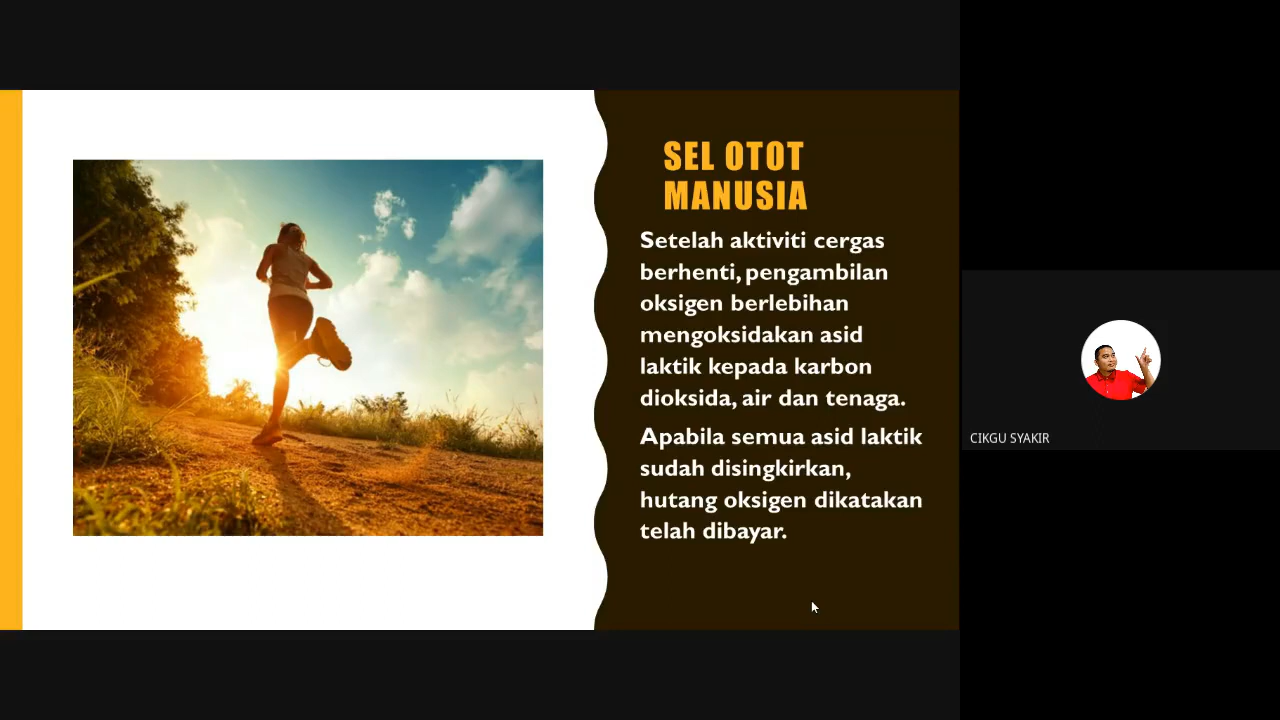 SEL OTOT
MANUSIA
Setelah aktiviti cergas
berhenti, pengambilan
oksigen berlebihan
mengoksidakan asid
laktik kepada karbon
dioksida, air dan tenaga.
Apabila semua asid laktik
sudah disingkirkan,
hutang oksigen dikatakan
telah dibayar.
CIKGU SYAKIR